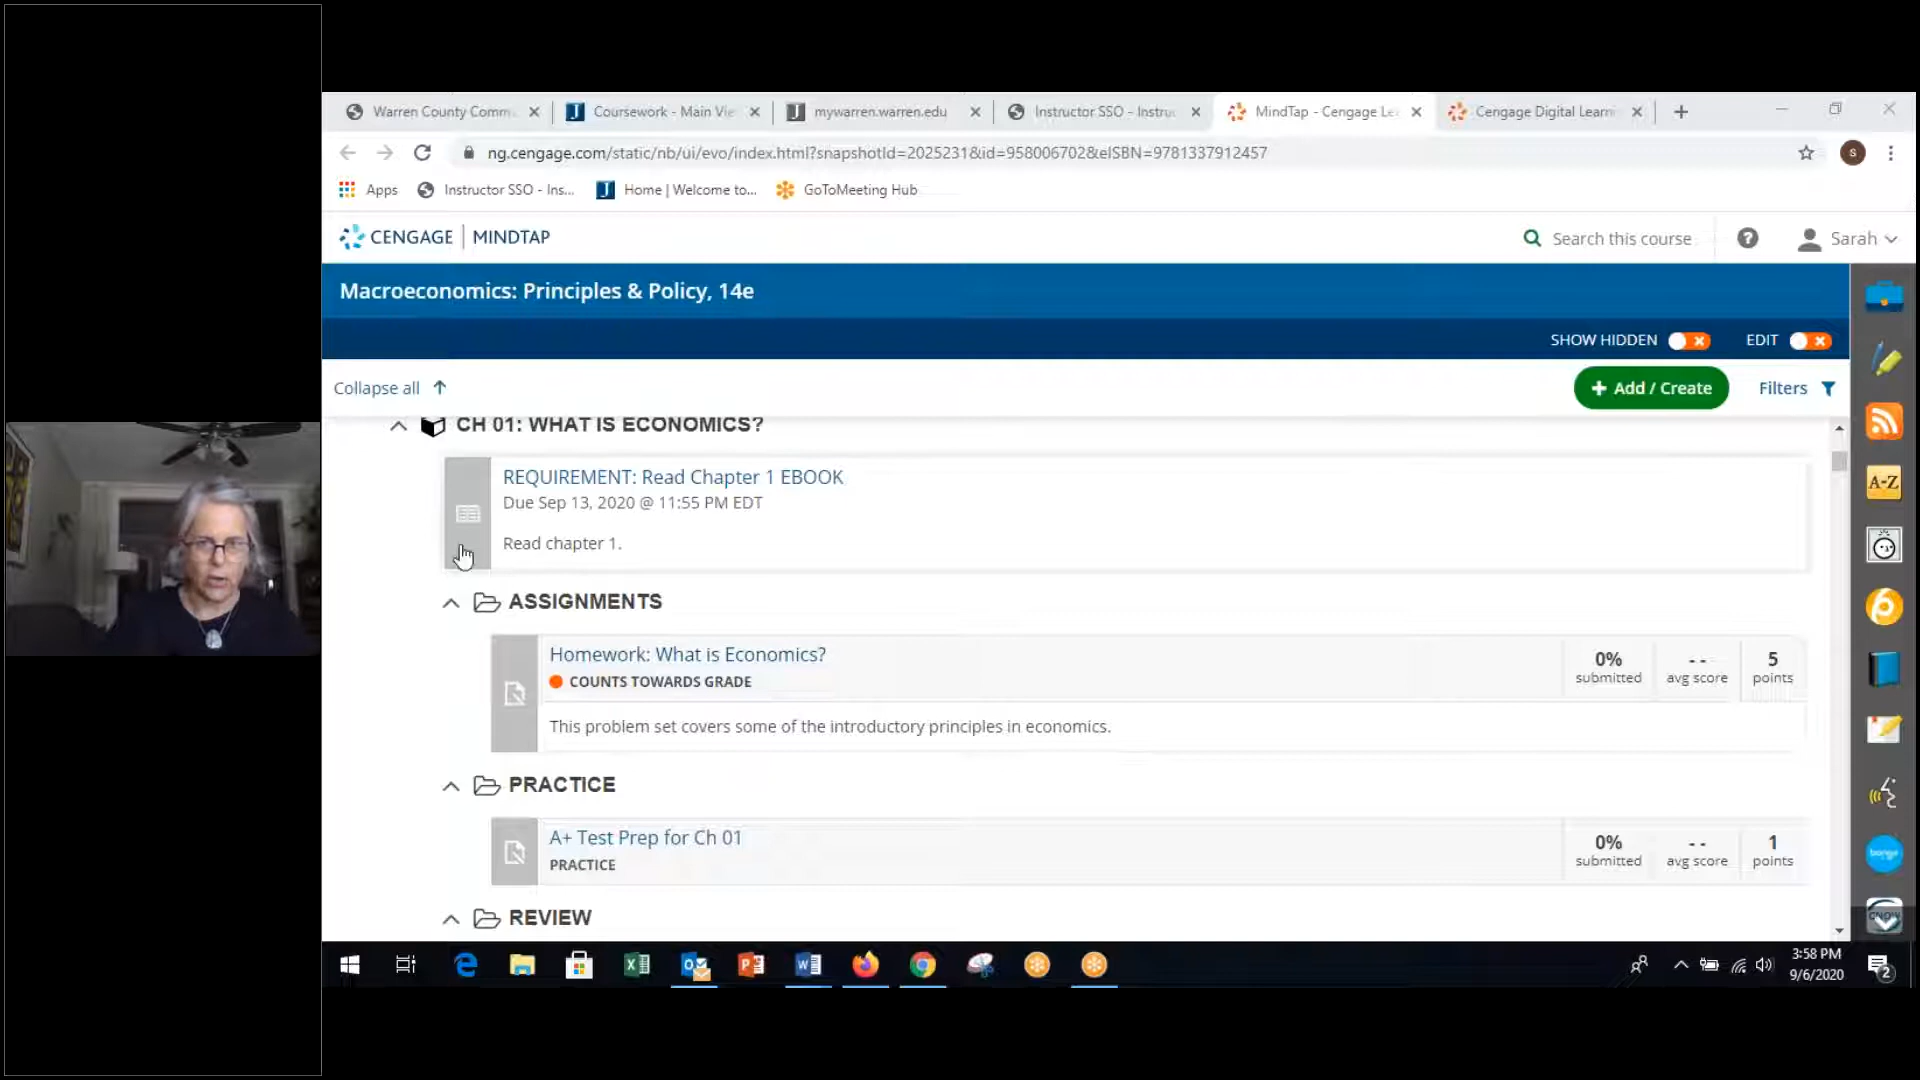 Warren County Comm
Coursework - Main Vie
mywarren.warren.edu
Instructor SSO - Instruc
MindTap - Cengage Le
Cengage Digital Learni
ng.cengage.com/static/nb/ui/evo/index.html?snapshotId=2025231&id=958006702&eISBN=9781337912457
S
Apps
Instructor SSO - Ins...
Home | Welcome to...
GoToMeeting Hub
CENGAGE | MINDTAP
Search this course
?
Sarah
Macroeconomics: Principles & Policy, 14e
SHOW HIDDEN
EDIT
Collapse all
+ Add / Create
Filters
CH 01: WHAT IS ECONOMICS?
REQUIREMENT: Read Chapter 1 EBOOK
Due Sep 13, 2020 @ 11:55 PM EDT
Read chapter 1.
A-Z
ASSIGNMENTS
Homework: What is Economics?
COUNTS TOWARDS GRADE
0%
submitted
- -
avg score
5
points
This problem set covers some of the introductory principles in economics.
PRACTICE
A+ Test Prep for Ch 01
PRACTICE
0%
submitted
- -
avg score
1
points
bongo
REVIEW
CNOW
3:58 PM
9/6/2020
2